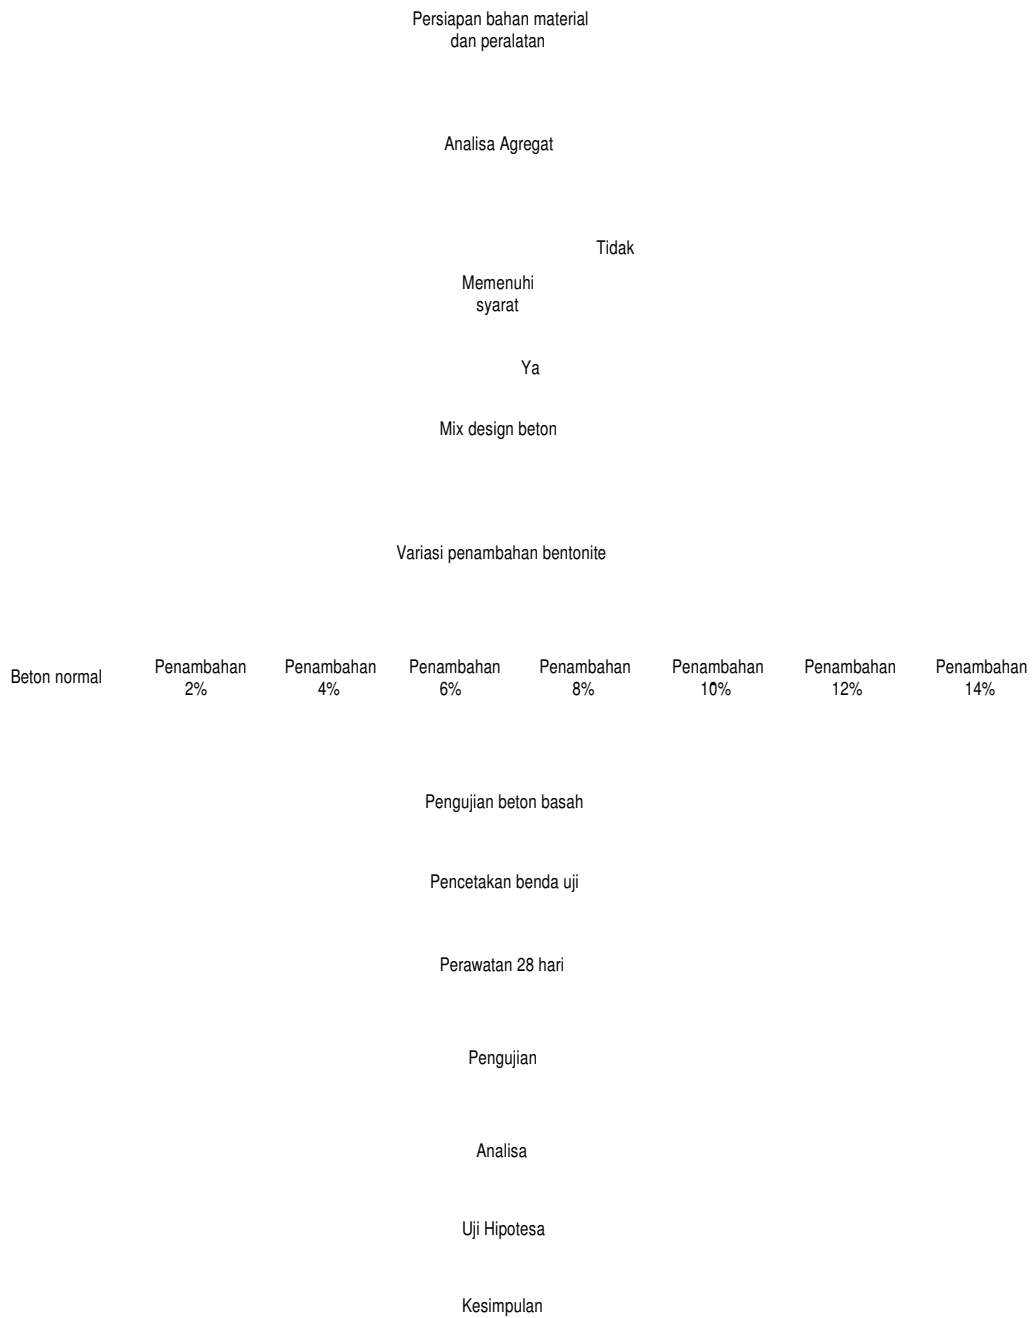 Persiapan bahan material
dan peralatan
Analisa Agregat
Tidak
Memenuhi
syarat
Ya
Mix design beton
Variasi penambahan bentonite
Beton normal
Penambahan
2%
Penambahan
4%
Penambahan
6%
Penambahan
8%
Penambahan
10%
Penambahan
12%
Penambahan
14%
Pengujian beton basah
Pencetakan benda uji
Perawatan 28 hari
Pengujian
Analisa
Uji Hipotesa
Kesimpulan